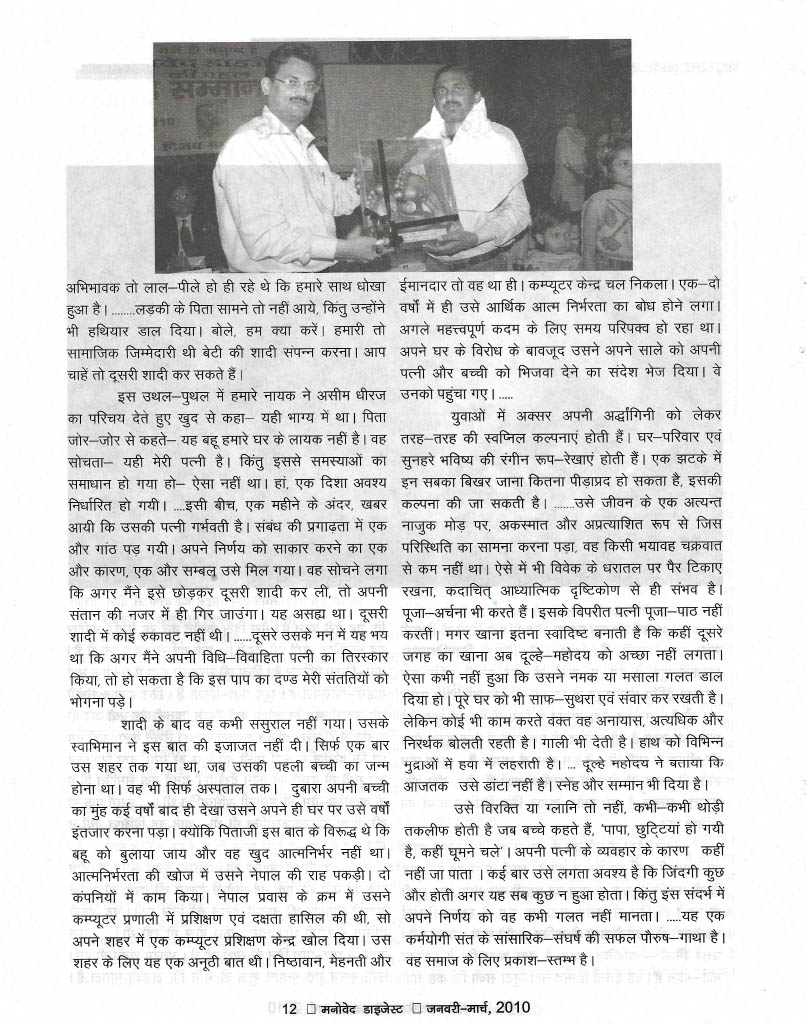 की पहल
सम्मान
अभिभावक तो लाल–पीले हो ही रहे थे कि हमारे साथ धोखा
हुआ है। ........लड़की के पिता सामने तो नहीं आये, किंतु उन्होंने
भी हथियार डाल दिया। बोले, हम क्या करें। हमारी तो
सामाजिक जिम्मेदारी थी बेटी की शादी संपन्न करना। आप
चाहें तो दूसरी शादी कर सकते हैं।
इस उथल–पुथल में हमारे नायक ने असीम धीरज
का परिचय देते हुए खुद से कहा– यही भाग्य में था। पिता
जोर–जोर से कहते– यह बहू हमारे घर के लायक नहीं है। वह
सोचता– यही मेरी पत्नी है। किंतु इससे समस्याओं का
समाधान हो गया हो– ऐसा नहीं था। हां, एक दिशा अवश्य
निर्धारित हो गयी। ....इसी बीच, एक महीने के अंदर, खबर
आयी कि उसकी पत्नी गर्भवती है। संबंध की प्रगाढ़ता में एक
और गांठ पड़ गयी। अपने निर्णय को साकार करने का एक
और कारण, एक और सम्बल उसे मिल गया। वह सोचने लगा
कि अगर मैंने इसे छोड़कर दूसरी शादी कर ली, तो अपनी
संतान की नजर में ही गिर जाउंगा। यह असह्य था। दूसरी
शादी में कोई रुकावट नहीं थी। ......दूसरे उसके मन में यह भय
था कि अगर मैंने अपनी विधि–विवाहिता पत्नी का तिरस्कार
किया, तो हो सकता है कि इस पाप का दण्ड मेरी संततियों को
भोगना पड़े।
शादी के बाद वह कभी ससुराल नहीं गया। उसके
स्वाभिमान ने इस बात की इजाजत नहीं दी। सिर्फ एक बार
उस शहर तक गया था, जब उसकी पहली बच्ची का जन्म
होना था। वह भी सिर्फ अस्पताल तक। दुबारा अपनी बच्ची
का मुंह कई वर्षों बाद ही देखा उसने अपने ही घर पर उसे वर्षों
इंतजार करना पड़ा। क्योंकि पिताजी इस बात के विरूद्ध थे कि
बहू को बुलाया जाय और वह खुद आत्मनिर्भर नहीं था।
आत्मनिर्भरता की खोज में उसने नेपाल की राह पकड़ी। दो
कंपनियों में काम किया। नेपाल प्रवास के क्रम में उसने
कम्प्यूटर प्रणाली में प्रशिक्षण एवं दक्षता हासिल की थी, सो
अपने शहर में एक कम्प्यूटर प्रशिक्षण केन्द्र खोल दिया। उस
शहर के लिए यह एक अनूठी बात थी। निष्ठावान, मेहनती और
ईमानदार तो वह था ही। कम्प्यूटर केन्द्र चल निकला। एक–दो
वर्षों में ही उसे आर्थिक आत्म निर्भरता का बोध होने लगा।
अगले महत्त्वपूर्ण कदम के लिए समय परिपक्व हो रहा था।
अपने घर के विरोध के बावजूद उसने अपने साले को अपनी
पत्नी और बच्ची को भिजवा देने का संदेश भेज दिया। वे
उनको पहुंचा गए। .....
युवाओं में अक्सर अपनी अर्द्धांगिनी को लेकर
तरह–तरह की स्वप्निल कल्पनाएं होती हैं। घर–परिवार एवं
सुनहरे भविष्य की रंगीन रूप–रेखाएं होती हैं। एक झटके में
इन सबका बिखर जाना कितना पीड़ाप्रद हो सकता है, इसकी
कल्पना की जा सकती है। .......उसे जीवन के एक अत्यन्त
नाजुक मोड़ पर, अकस्मात और अप्रत्याशित रूप से जिस
परिस्थिति का सामना करना पड़ा, वह किसी भयावह चक्रवात
से कम नहीं था। ऐसे में भी विवेक के धरातल पर पैर टिकाए
रखना, कदाचित् आध्यात्मिक दृष्टिकोण से ही संभव है।
पूजा–अर्चना भी करते हैं। इसके विपरीत पत्नी पूजा–पाठ नहीं
करतीं। मगर खाना इतना स्वादिष्ट बनाती है कि कहीं दूसरे
जगह का खाना अब दूल्हे–महोदय को अच्छा नहीं लगता।
ऐसा कभी नहीं हुआ कि उसने नमक या मसाला गलत डाल
दिया हो। पूरे घर को भी साफ–सुथरा एवं संवार कर रखती है।
लेकिन कोई भी काम करते वक्त वह अनायास, अत्यधिक और
निरर्थक बोलती रहती है। गाली भी देती है। हाथ को विभिन्न
मुद्राओं में हवा में लहराती है। ... दूल्हे महोदय ने बताया कि
आजतक उसे डांटा नहीं है। स्नेह और सम्मान भी दिया है।
उसे विरक्ति या ग्लानि तो नहीं, कभी–कभी थोड़ी
तकलीफ होती है जब बच्चे कहते हैं, 'पापा, छुट्टियां हो गयी
है, कहीं घूमने चले'। अपनी पत्नी के व्यवहार के कारण कहीं
नहीं जा पाता । कई बार उसे लगता अवश्य है कि जिंदगी कुछ
और होती अगर यह सब कुछ न हुआ होता। किंतु इस संदर्भ में
अपने निर्णय को वह कभी गलत नहीं मानता। .....यह एक
कर्मयोगी संत के सांसारिक–संघर्ष की सफल पौरुष–गाथा है।
वह समाज के लिए प्रकाश–स्तम्भ है।
12 □ मनोवेद डाइजेस्ट □ जनवरी–मार्च, 2010